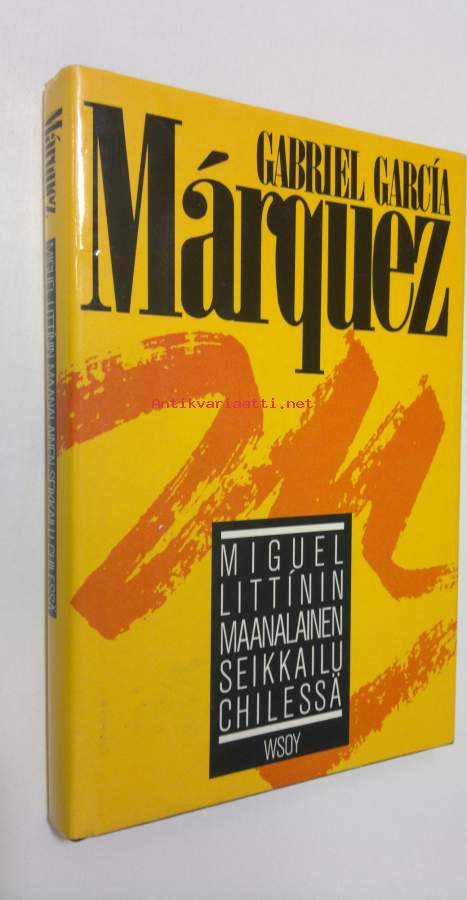 GABRIEL GARCÍA
Márquez
MIGUEL
LITTÍNIN
MAANALAINEN
SEIKKAILU
CHILESSÄ
WSOY
Márquez MIGUEL LITTÍNIN MAANALAINEN SEIKKAILU CHILESSÄ
Antikvariaatti.net